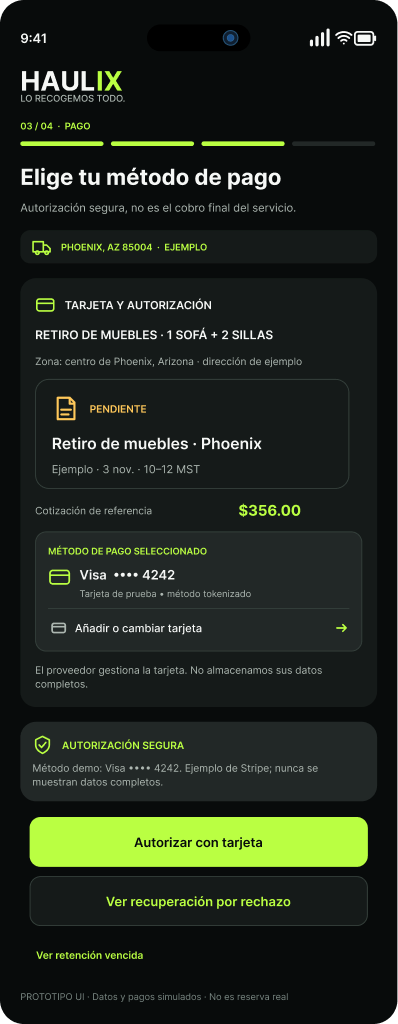 9:41
HAULIX
LO RECOGEMOS TODO.
03 / 04 · PAGO
Elige tu método de pago
Autorización segura, no es el cobro final del servicio.
PHOENIX, AZ 85004 · EJEMPLO
TARJETA Y AUTORIZACIÓN
RETIRO DE MUEBLES · 1 SOFÁ + 2 SILLAS
Zona: centro de Phoenix, Arizona · dirección de ejemplo
PENDIENTE
Retiro de muebles · Phoenix
Ejemplo · 3 nov. · 10–12 MST
Cotización de referencia $356.00
MÉTODO DE PAGO SELECCIONADO
Visa •••• 4242
Tarjeta de prueba • método tokenizado
Añadir o cambiar tarjeta →
El proveedor gestiona la tarjeta. No almacenamos sus datos
completos.
AUTORIZACIÓN SEGURA
Método demo: Visa •••• 4242. Ejemplo de Stripe; nunca se
muestran datos completos.
Autorizar con tarjeta
Ver recuperación por rechazo
Ver retención vencida
PROTOTIPO UI · Datos y pagos simulados · No es reserva real